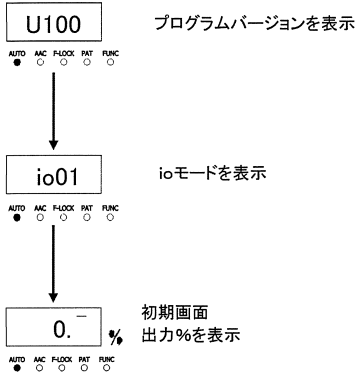 U100
プログラムバージョンを表示
AUTO AAC F-LOCK PAT FUNC
io01
ioモードを表示
AUTO AAC F-LOCK PAT FUNC
0.‾ %
初期画面
出力%を表示
AUTO AAC F-LOCK PAT FUNC